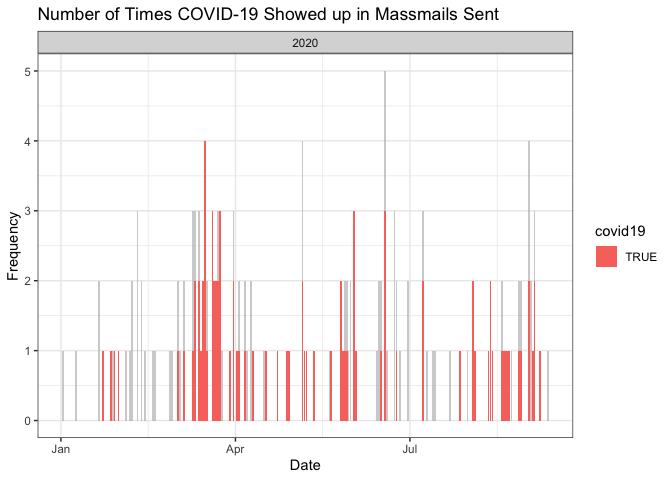 Number of Times COVID-19 Showed up in Massmails Sent
2020
5
4
3
2
1
0
Frequency
Jan
Apr
Jul
Date
covid19
TRUE